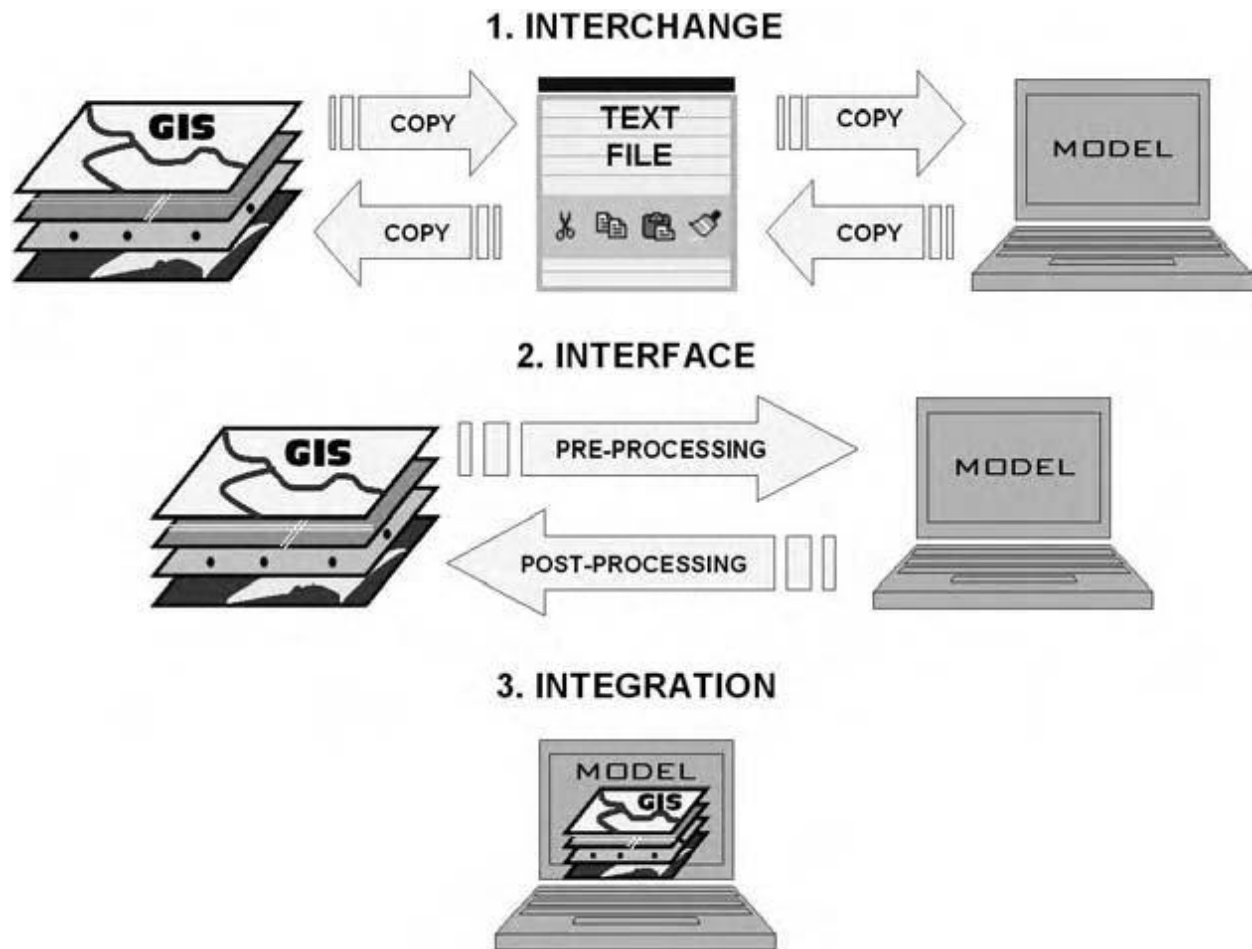 1. INTERCHANGE
GIS
COPY
TEXT
FILE
COPY
MODEL
COPY
COPY
2. INTERFACE
GIS
PRE-PROCESSING
MODEL
POST-PROCESSING
3. INTEGRATION
MODEL
GIS